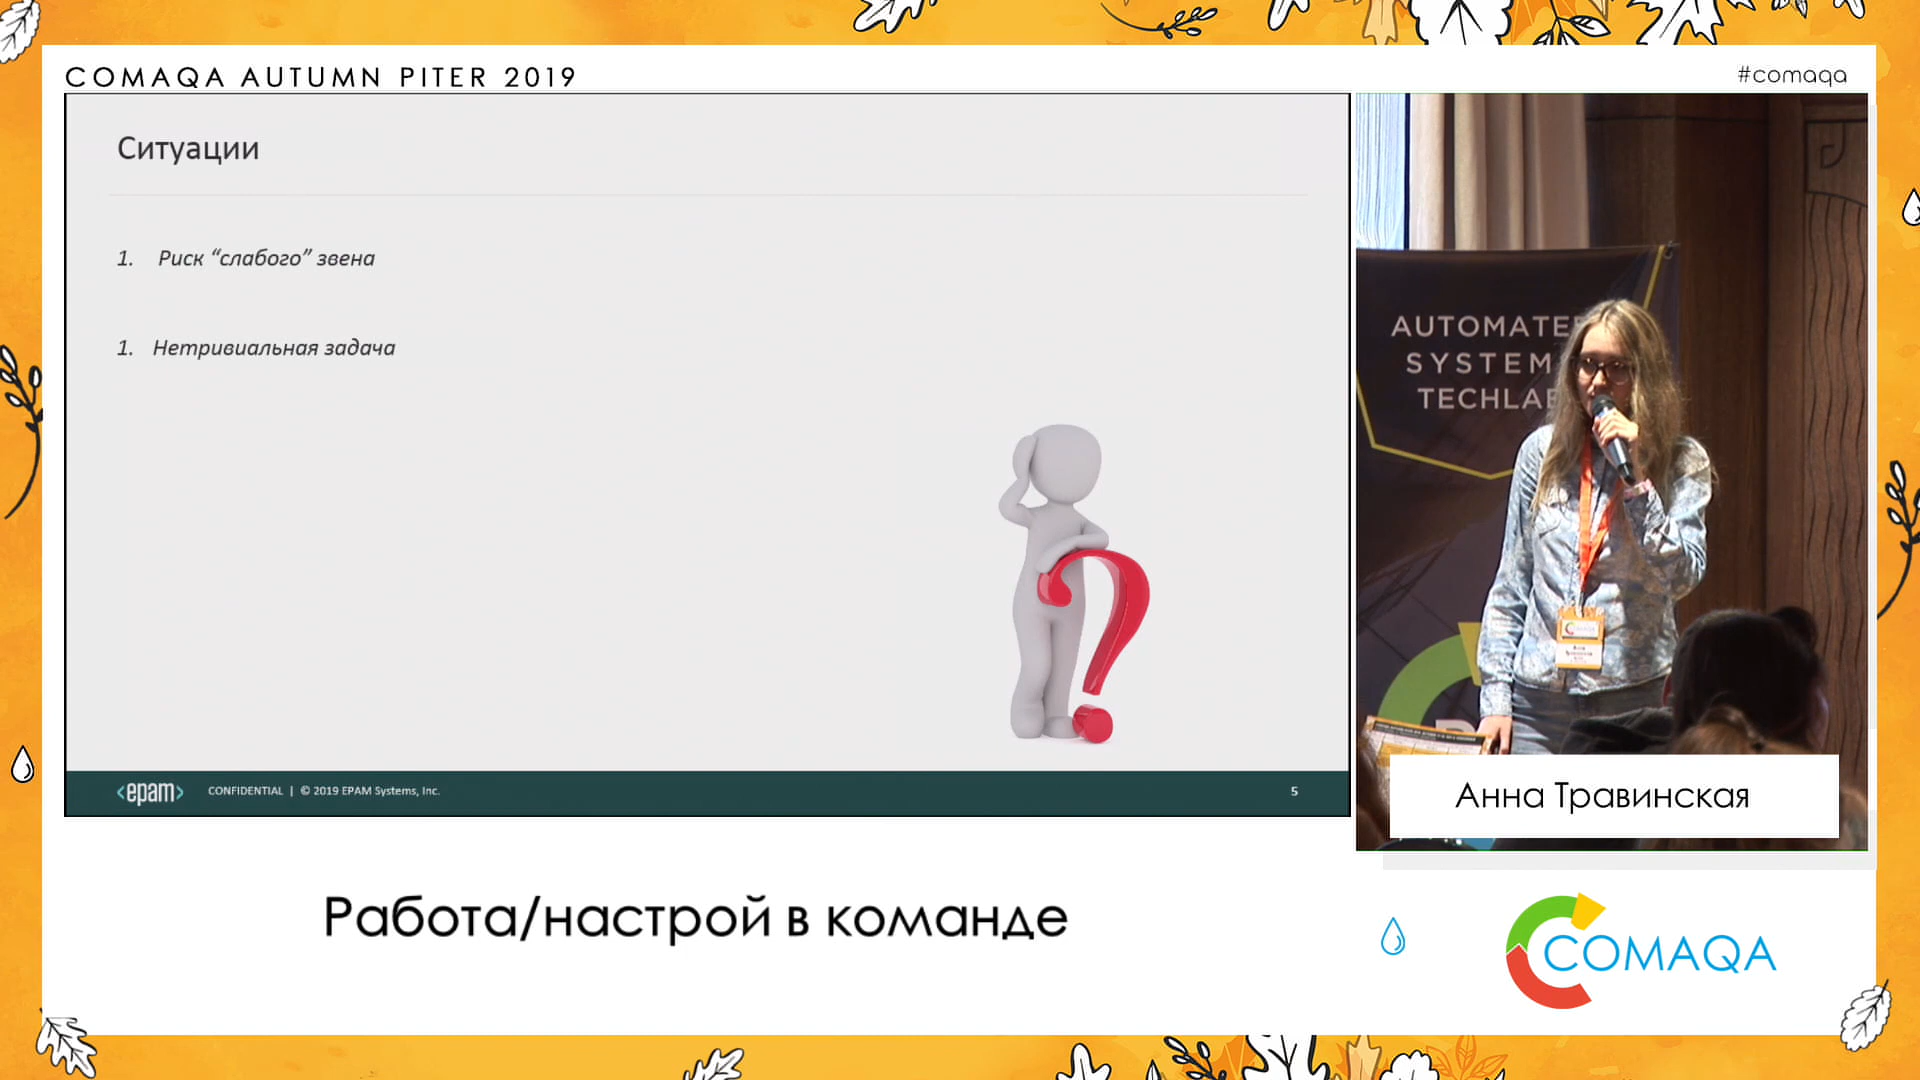 COMAQA AUTUMN PITER 2019
#comaqa
Ситуации
1. Риск “слабого” звена
1. Нетривиальная задача
<epam> CONFIDENTIAL | © 2019 EPAM Systems, Inc. 5
AUTOMATE
SYSTEM
TECHLA
Анна Травинская
Работа/настрой в команде
COMAQA